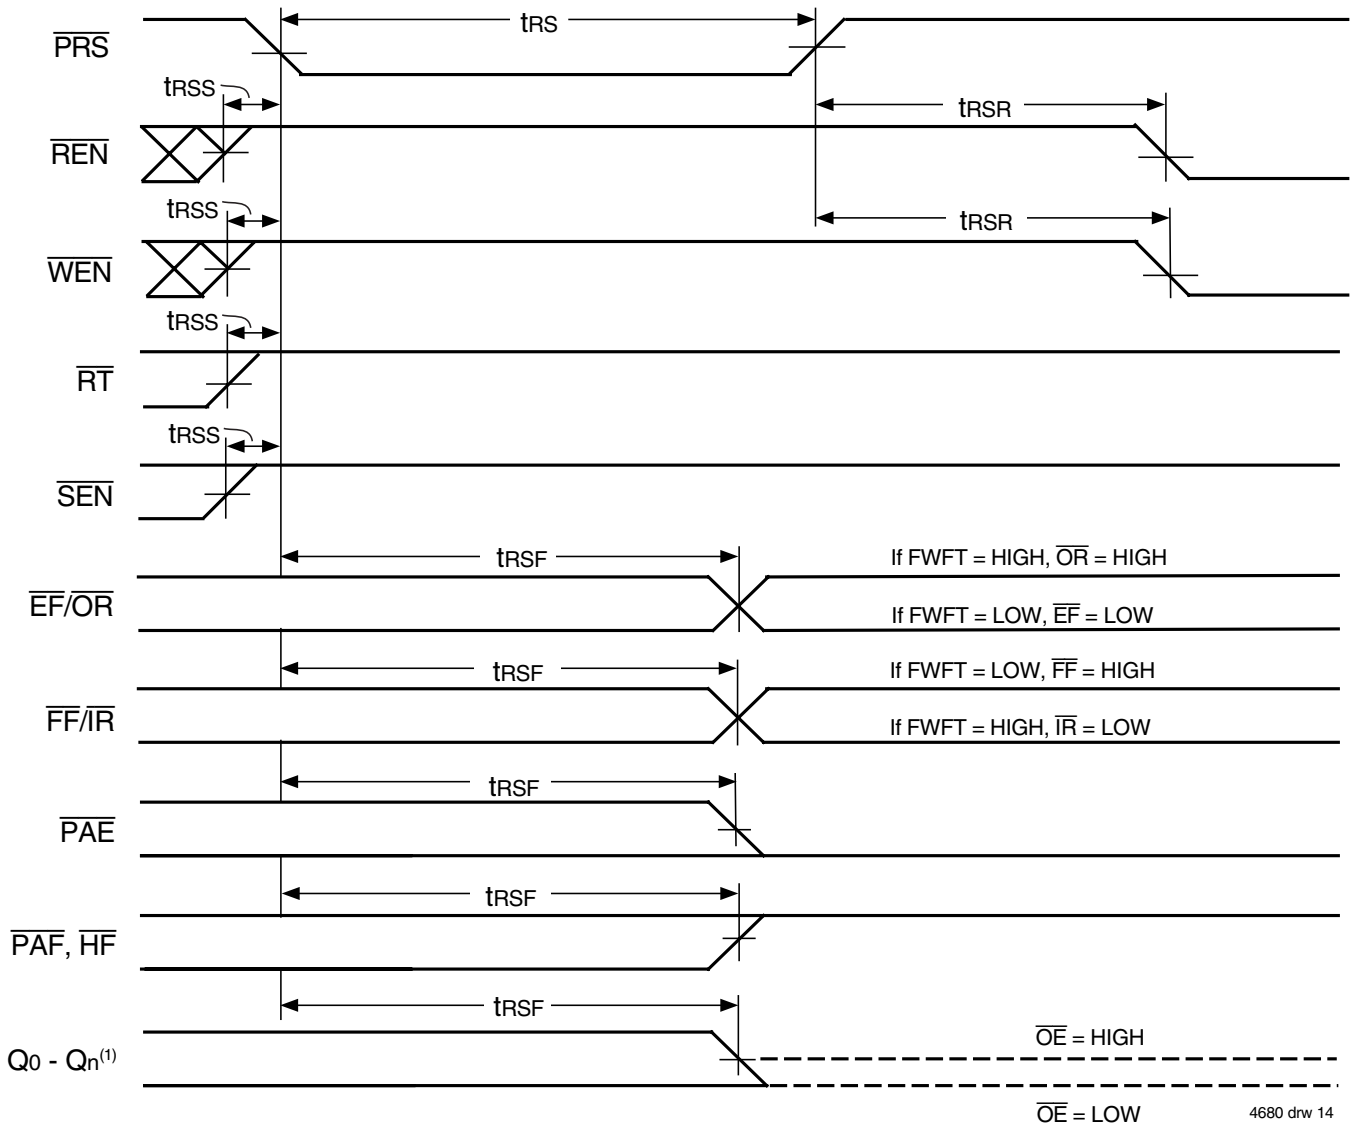 tRS
PRS
tRSS
tRSR
REN
tRSS
tRSR
WEN
tRSS
RT
tRSS
SEN
tRSF
If FWFT = HIGH, OR = HIGH
EF/OR
If FWFT = LOW, EF = LOW
tRSF
If FWFT = LOW, FF = HIGH
FF/IR
If FWFT = HIGH, IR = LOW
tRSF
PAE
tRSF
PAF, HF
tRSF
OE = HIGH
Q0 - Qn(1)
OE = LOW
4680 drw 14